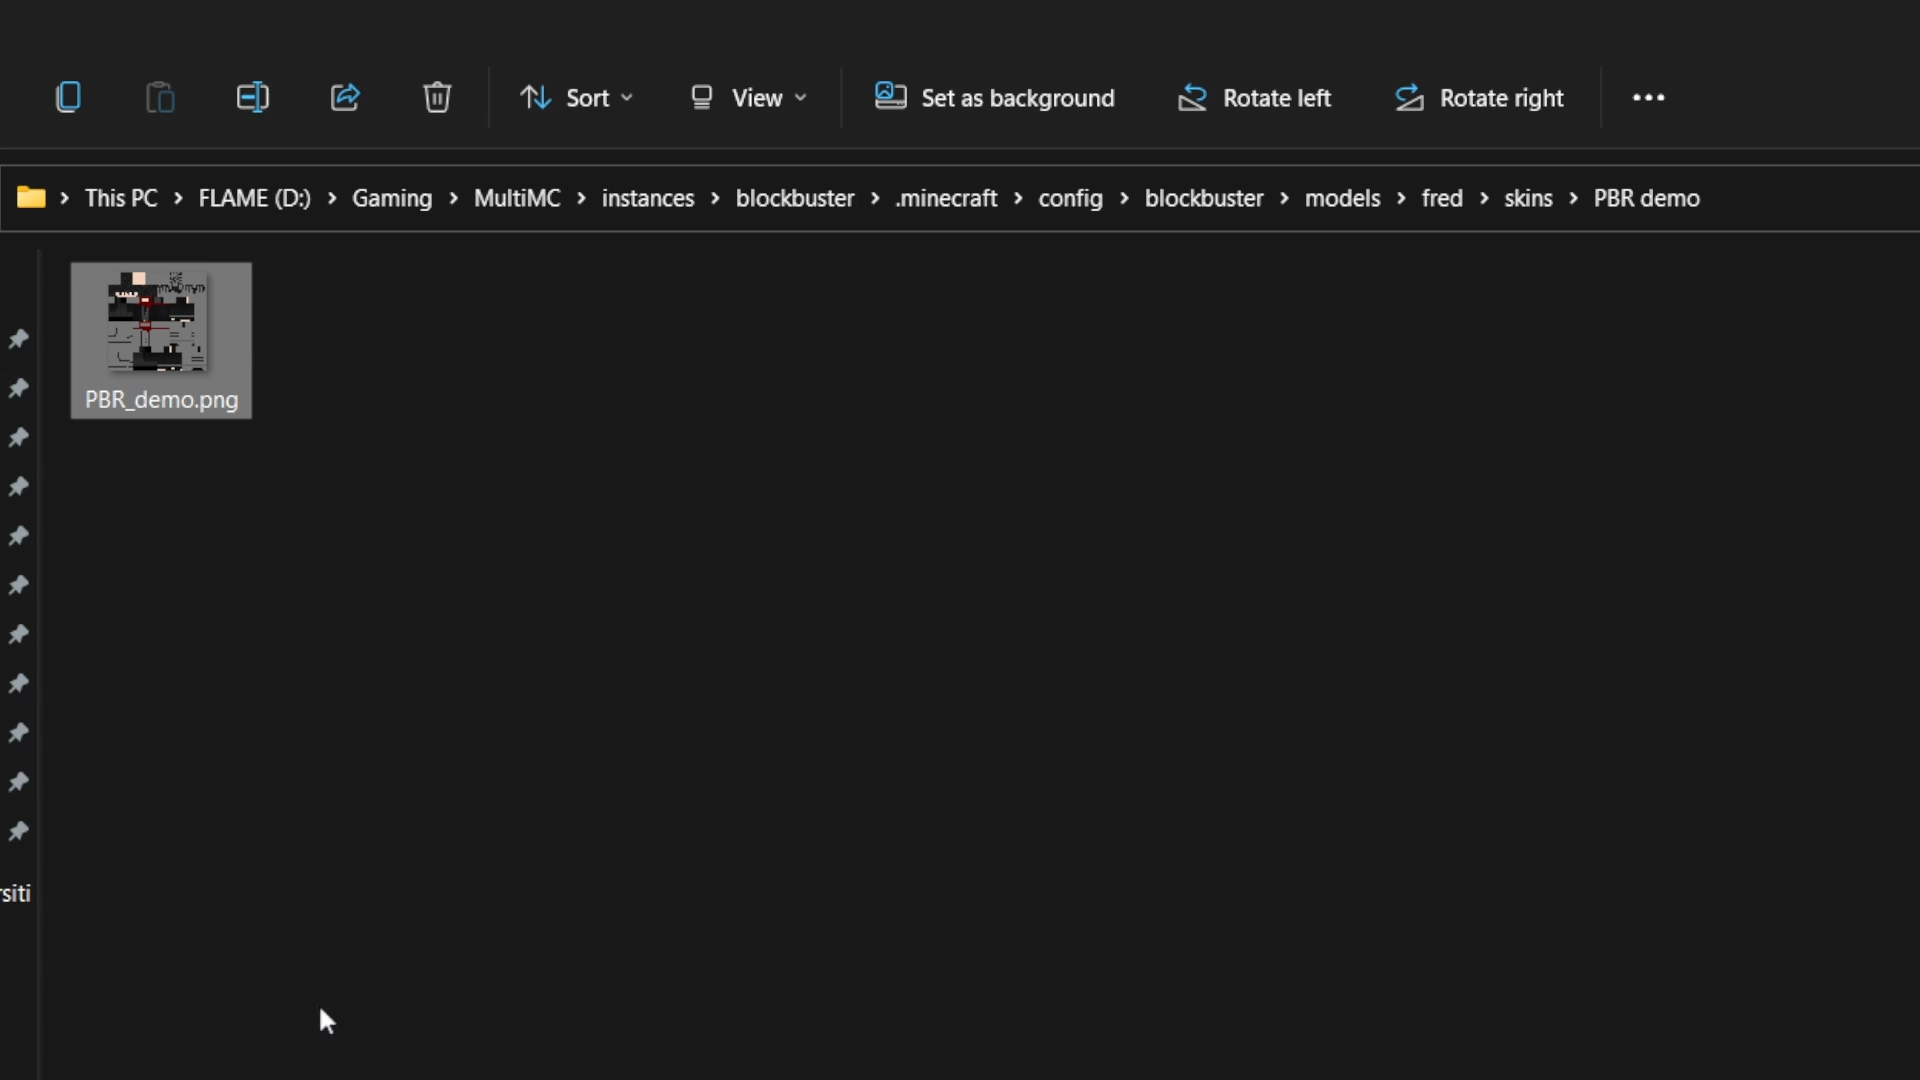 Sort View Set as background Rotate left Rotate right
This PC FLAME (D:) Gaming MultiMC instances blockbuster .minecraft config blockbuster models fred skins PBR demo
PBR_demo.png
rsiti